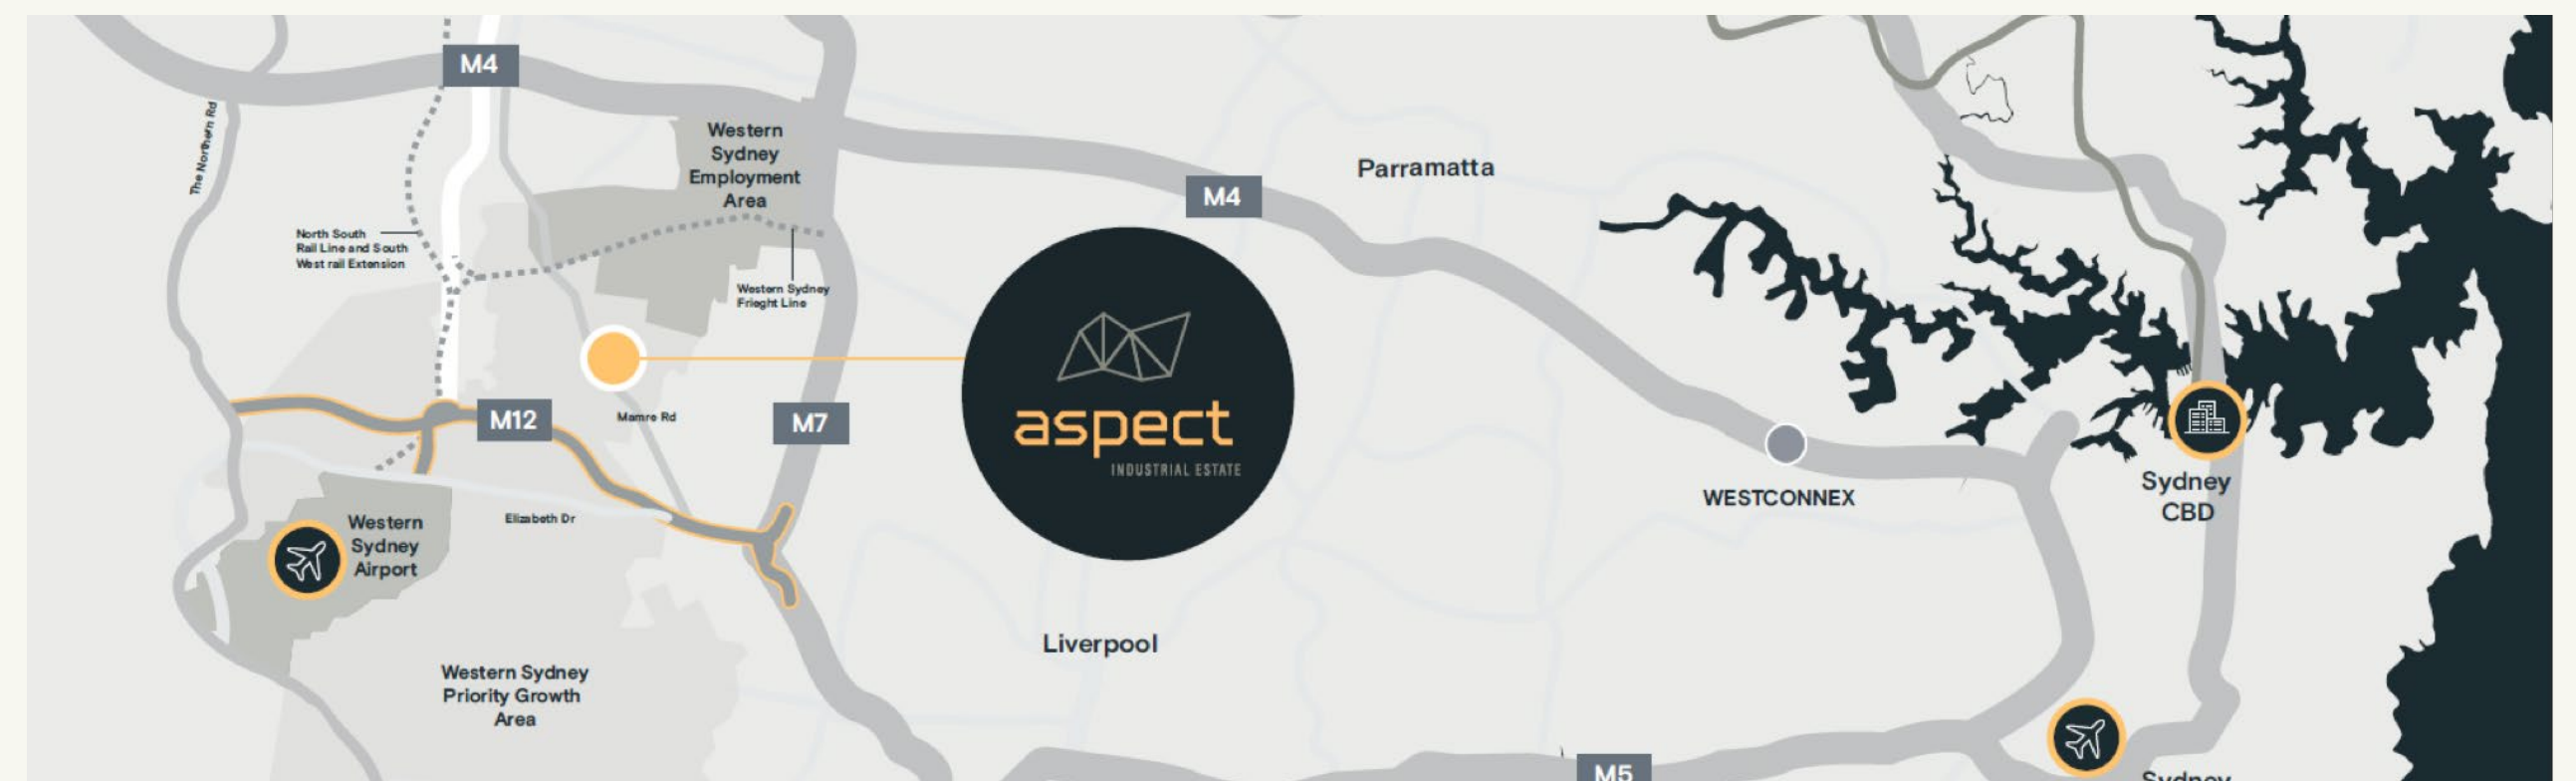 M4
The Northern Rd
Western
Sydney
Employment
Area
Parramatta
M4
North South
Rail Line and South
West rail Extension
Western Sydney
Frieght Line
aspect
INDUSTRIAL ESTATE
M12
Mamre Rd
M7
WESTCONNEX
Sydney
CBD
Western
Sydney
Airport
Elizabeth Dr
Liverpool
Western Sydney
Priority Growth
Area
M5
Sydney